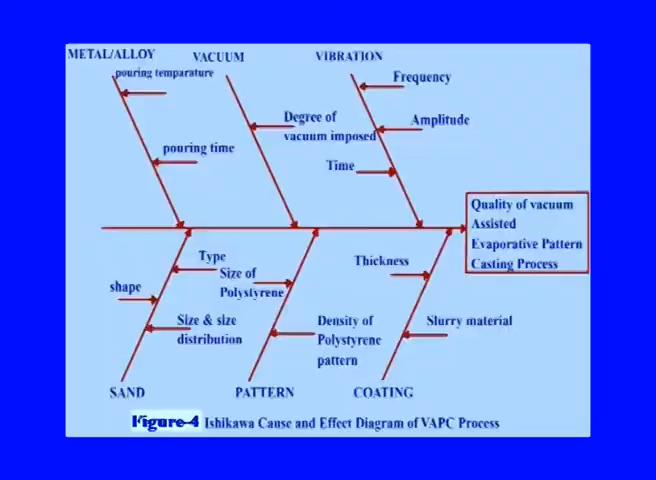 METAL/ALLOY
VACUUM
VIBRATION
pouring temparature
Frequency
Degree of
vacuum imposed
Amplitude
pouring time
Time
Quality of vacuum
Assisted
Evaporative Pattern
Casting Process
Type
Size of
Polystyrene
Thickness
shape
Size & size
distribution
Density of
Polystyrene
pattern
Slurry material
SAND
PATTERN
COATING
Figure-4 Ishikawa Cause and Effect Diagram of VAPC Process